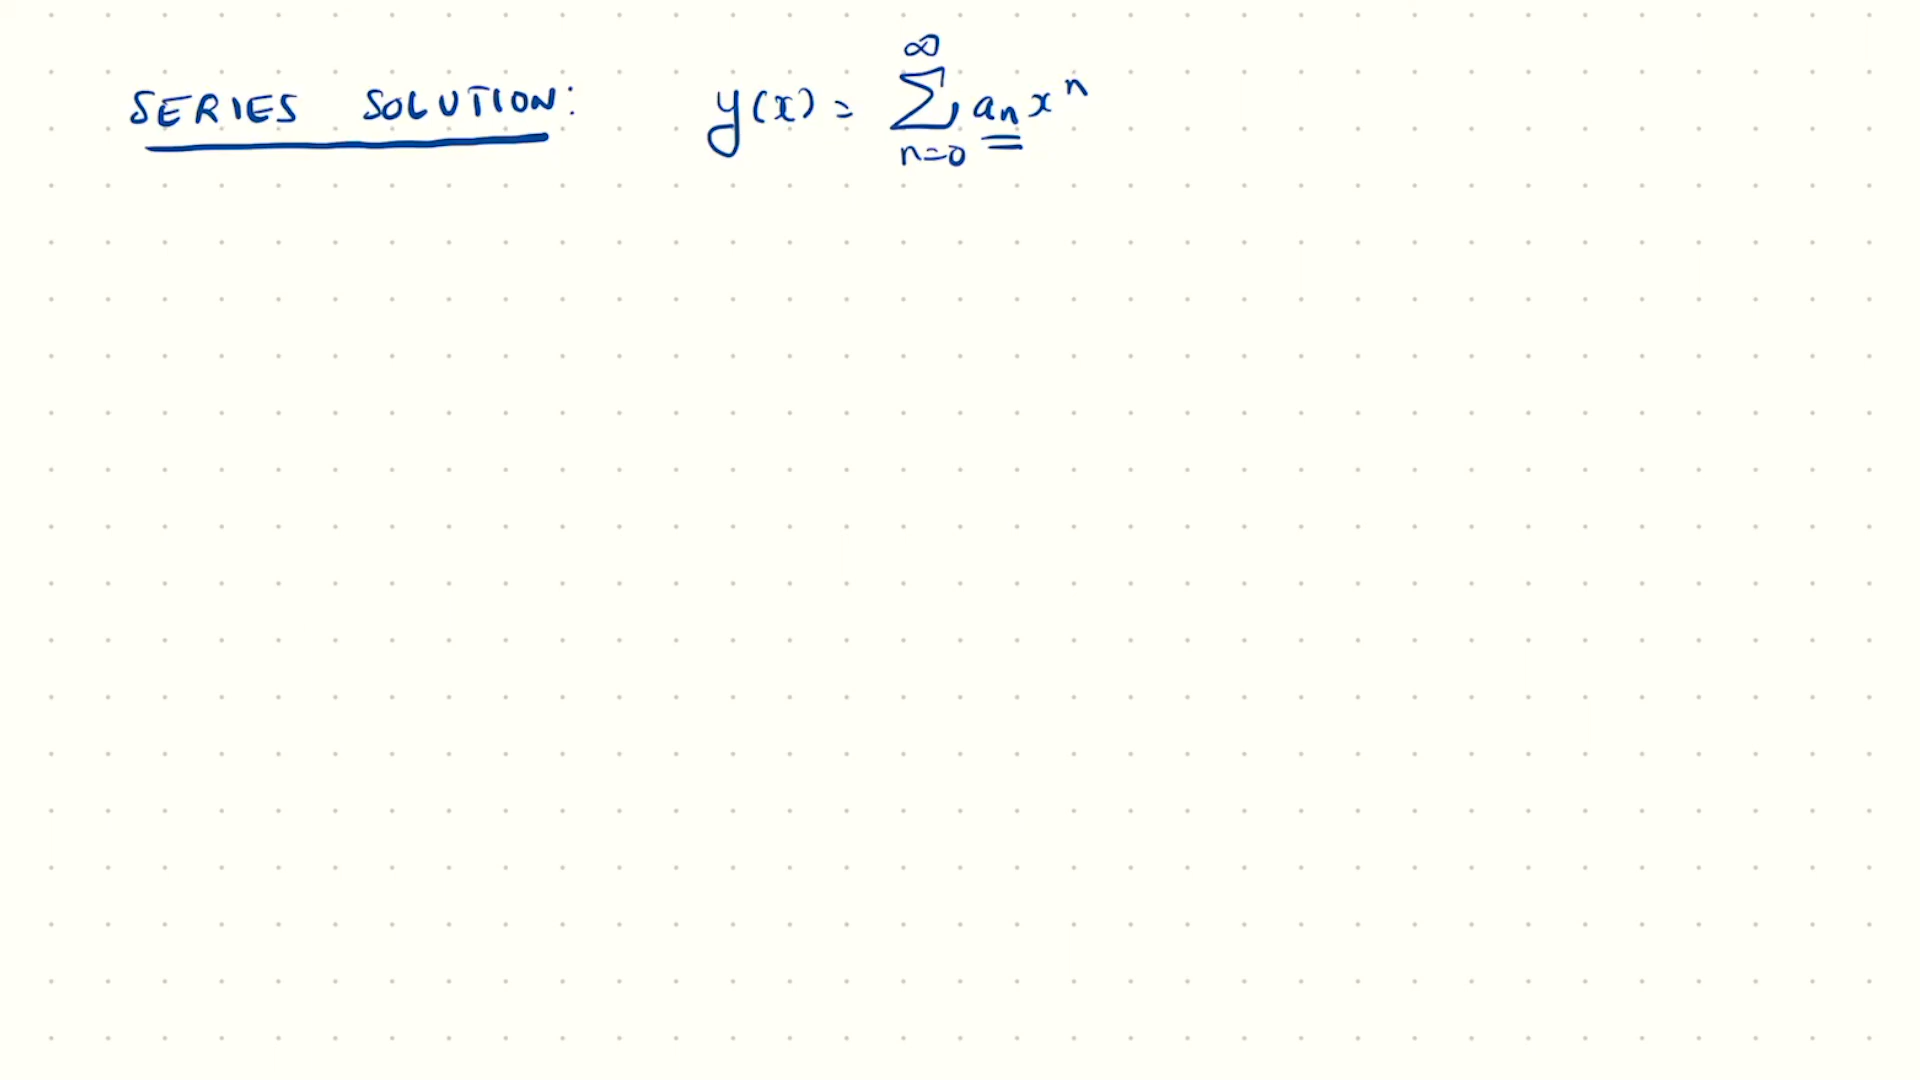 SERIES SOLUTION: y(x) = ∑_{n=0}^{∞} a_n x^n